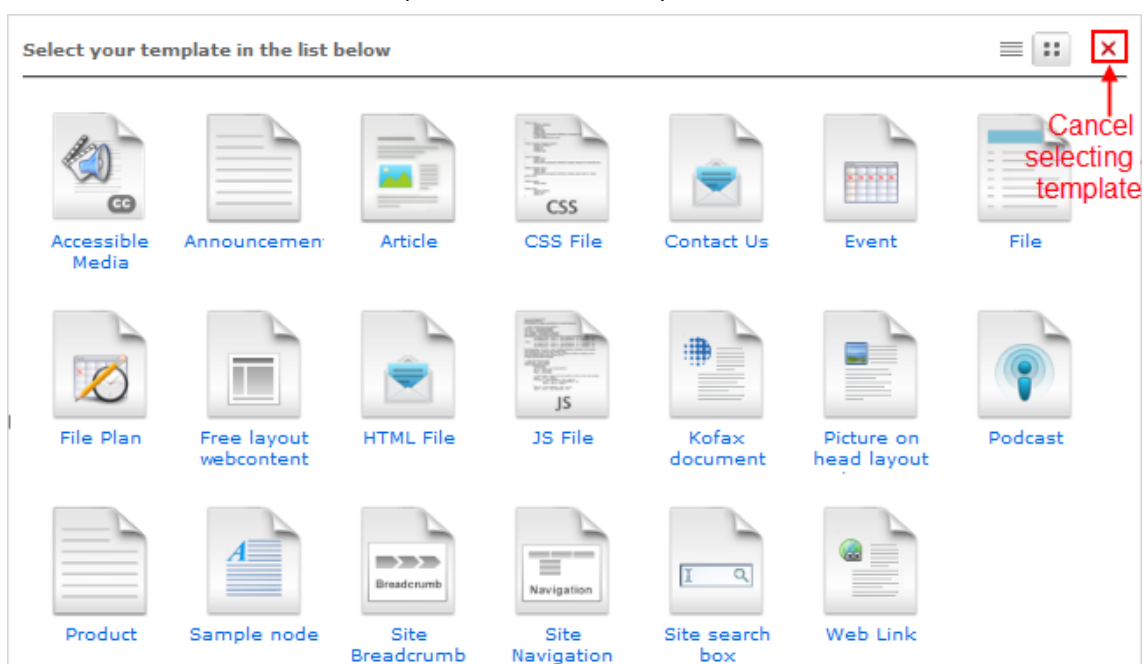 Select your template in the list below
Cancel
selecting
template
CC
CSS
Accessible
Media
Announcemen
Article
CSS File
Contact Us
Event
File
JS
File Plan
Free layout
webcontent
HTML File
JS File
Kofax
document
Picture on
head layout
Podcast
A
Breadcrumb
Navigation
I
Product
Sample node
Site
Breadcrumb
Site
Navigation
Site search
box
Web Link